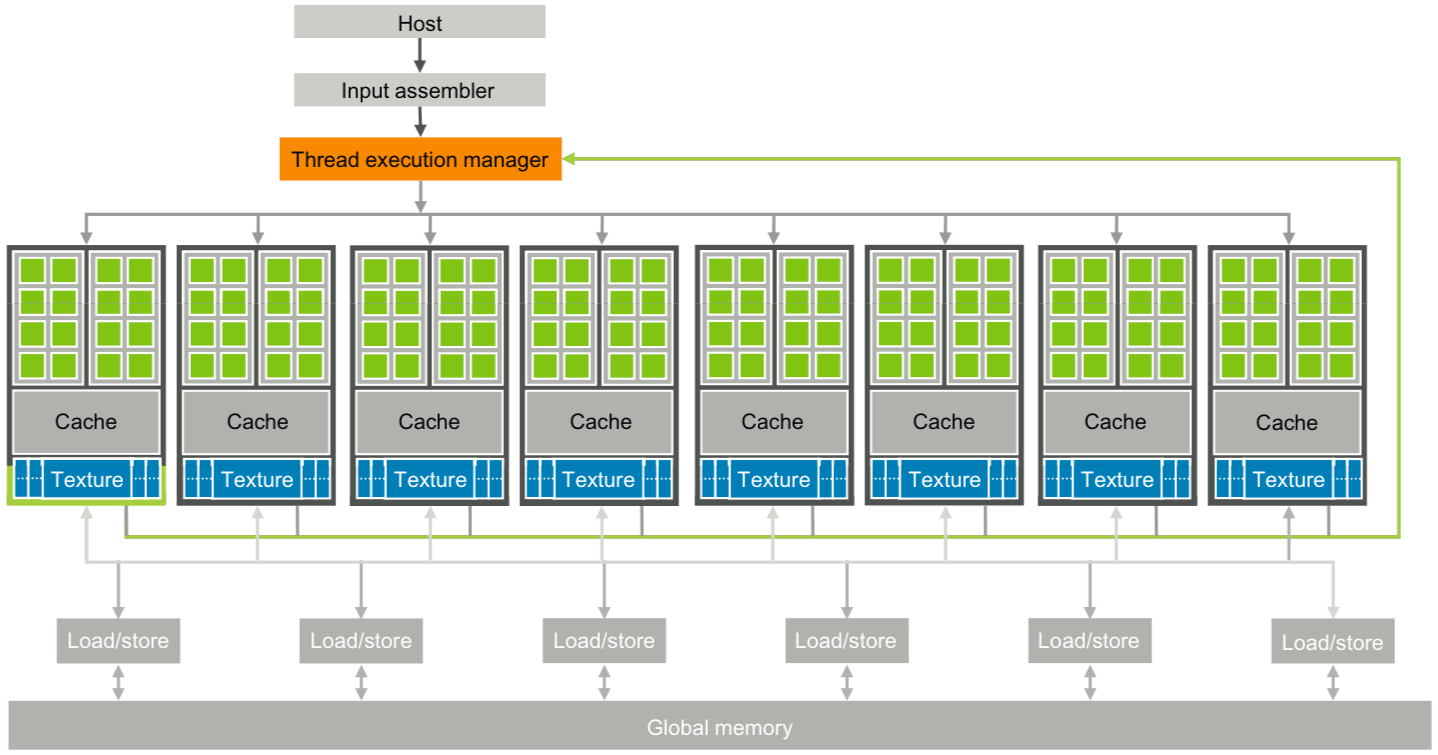 Host
Input assembler
Thread execution manager
Cache
Cache
Cache
Cache
Cache
Cache
Cache
Cache
Texture
Texture
Texture
Texture
Texture
Texture
Texture
Texture
Load/store
Load/store
Load/store
Load/store
Load/store
Load/store
Global memory